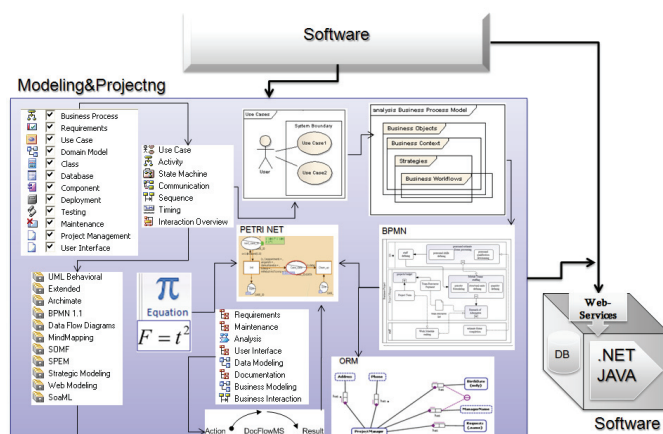 Software
Modeling&Projectng
Business Process
Requirements
Use Case
Domain Model
Class
Database
Component
Deployment
Testing
Maintenance
Project Management
User Interface
Use Case
Activity
State Machine
Communication
Sequence
Timing
Interaction Overview
Use Cases
System Boundary
Use Case1
Use Case2
User
analysis Business Process Model
Business Objects
Business Context
Strategies
Business Workflows
PETRI NET
BPMN
UML Behavioral
Extended
Archimate
BPMN 1.1
Data Flow Diagrams
MindMapping
SOMF
SPEM
Strategic Modeling
Web Modeling
SoaML
π
Equation
F = t²
Requirements
Maintenance
Analysis
User Interface
Data Modeling
Documentation
Business Modeling
Business Interaction
Action
DocFlowMS
Result
ORM
Address
Phone
Project Manager
ManagerName
Web-
Services
DB
.NET
JAVA
Software